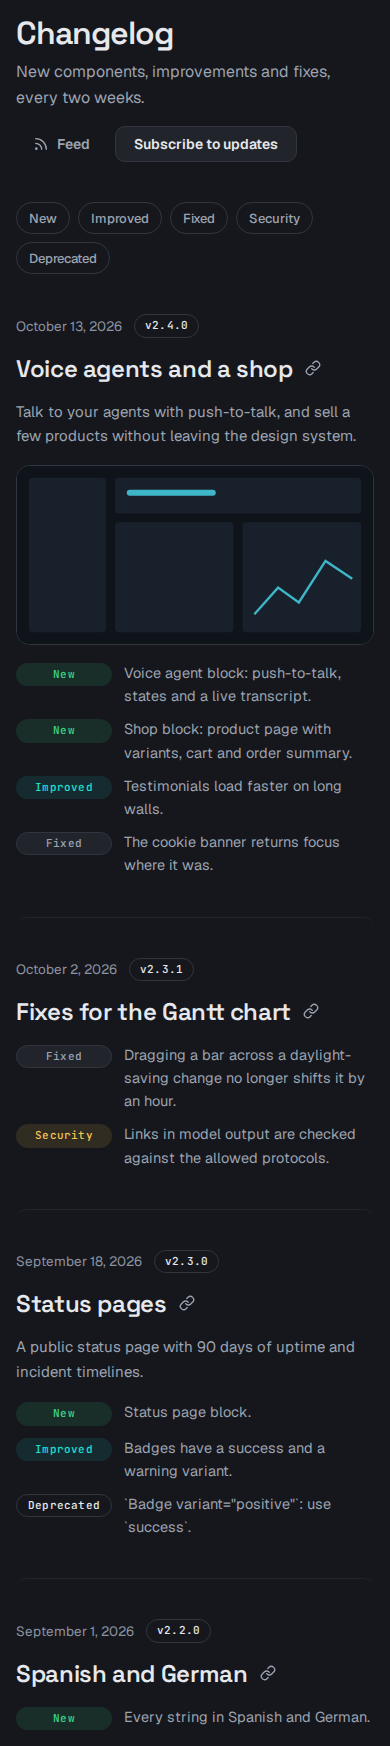 Changelog
New components, improvements and fixes,
every two weeks.
Feed
Subscribe to updates
New
Improved
Fixed
Security
Deprecated
October 13, 2026
v2.4.0
Voice agents and a shop
Talk to your agents with push-to-talk, and sell a
few products without leaving the design system.
New
Voice agent block: push-to-talk,
states and a live transcript.
New
Shop block: product page with
variants, cart and order summary.
Improved
Testimonials load faster on long
walls.
Fixed
The cookie banner returns focus
where it was.
October 2, 2026
v2.3.1
Fixes for the Gantt chart
Fixed
Dragging a bar across a daylight-
saving change no longer shifts it by
an hour.
Security
Links in model output are checked
against the allowed protocols.
September 18, 2026
v2.3.0
Status pages
A public status page with 90 days of uptime and
incident timelines.
New
Status page block.
Improved
Badges have a success and a
warning variant.
Deprecated
`Badge variant="positive"`: use
`success`.
September 1, 2026
v2.2.0
Spanish and German
New
Every string in Spanish and German.